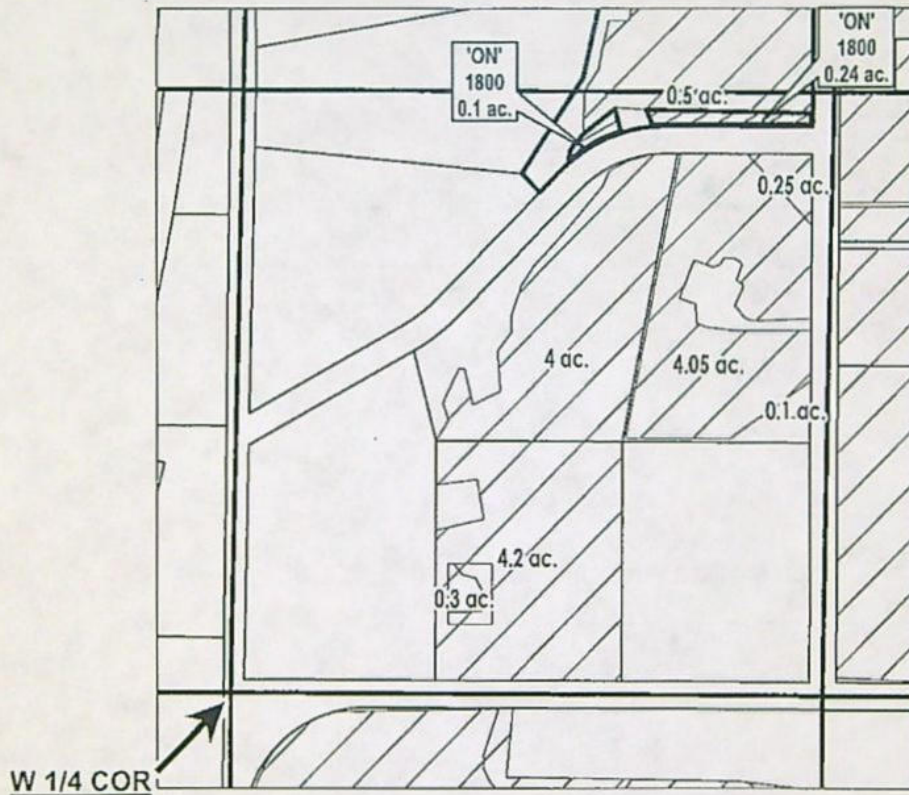 'ON'
1800
0.24 ac.
'ON'
1800
0.1 ac.
0.5 ac.
0.25 ac.
4 ac.
4.05 ac.
0.1 ac.
4.2 ac.
0.3 ac.
W 1/4 COR